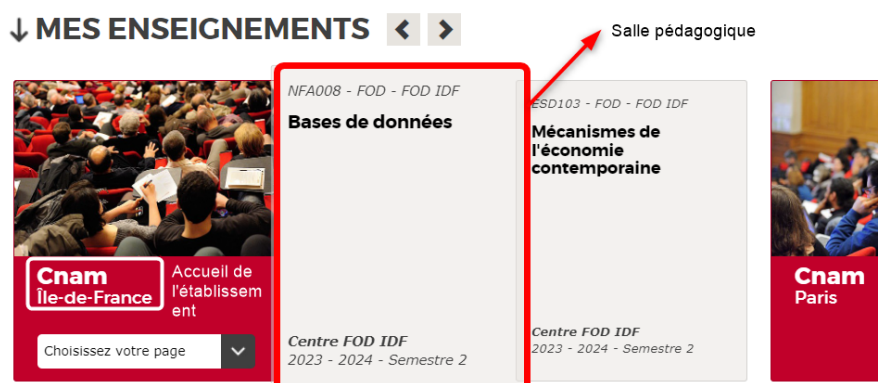 ↓ MES ENSEIGNEMENTS
Salle pédagogique
Cnam
Île-de-France
Accueil de
l'établissem
ent
Choisissez votre page
NFA008 - FOD - FOD IDF
Bases de données
Centre FOD IDF
2023 - 2024 - Semestre 2
ESD103 - FOD - FOD IDF
Mécanismes de
l'économie
contemporaine
Centre FOD IDF
2023 - 2024 - Semestre 2
Cnam
Paris